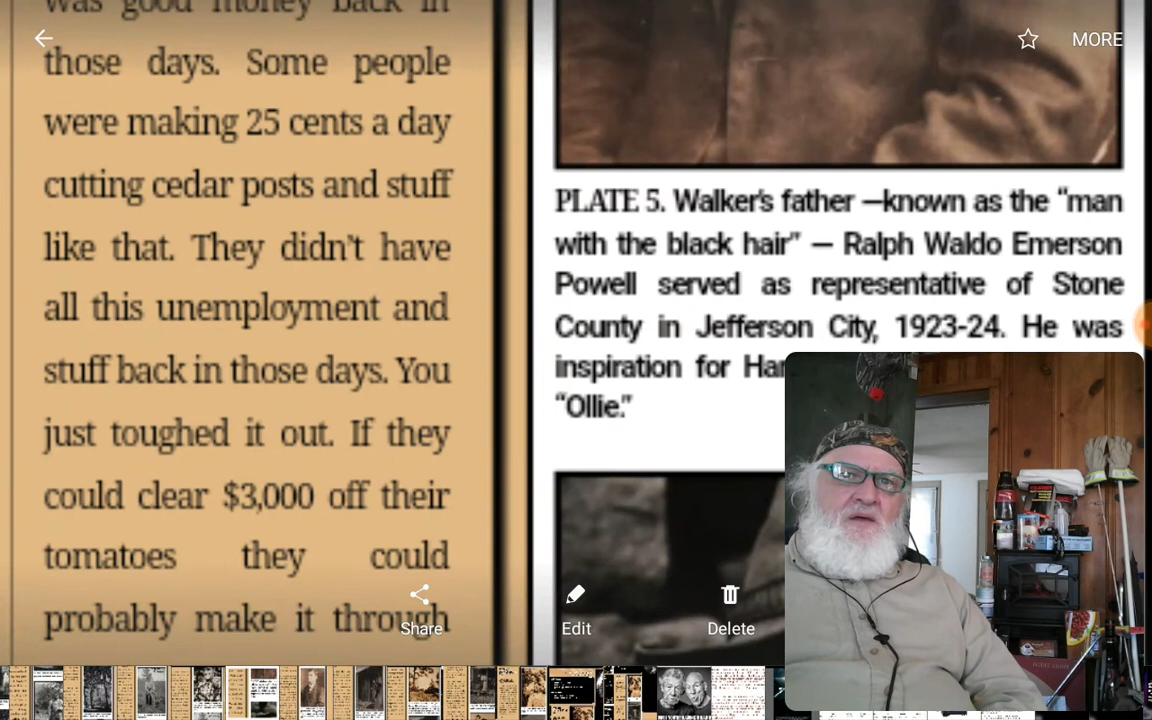 was good money back in
those days. Some people
were making 25 cents a day
cutting cedar posts and stuff
like that. They didn't have
all this unemployment and
stuff back in those days. You
just toughed it out. If they
could clear $3,000 off their
tomatoes they could
probably make it through
MORE
PLATE 5. Walker's father —known as the “man
with the black hair” — Ralph Waldo Emerson
Powell served as representative of Stone
County in Jefferson City, 1923-24. He was
inspiration for
“Ollie.”
Share
Edit
Delete